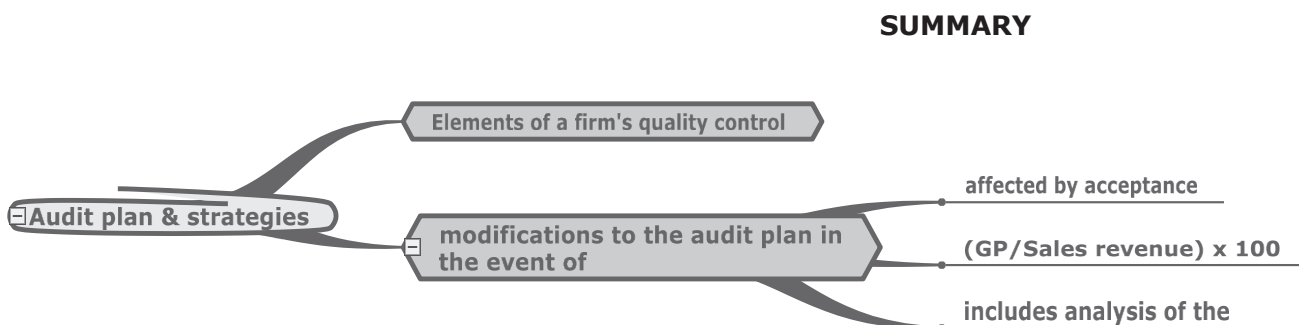 SUMMARY
Elements of a firm's quality control
Audit plan & strategies
modifications to the audit plan in
the event of
affected by acceptance
(GP/Sales revenue) x 100
includes analysis of the